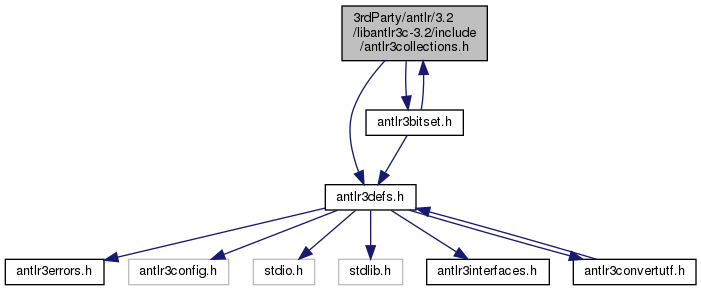 3rdParty/antlr/3.2
/libantlr3c-3.2/include
/antlr3collections.h
antlr3bitset.h
antlr3defs.h
antlr3errors.h
antlr3config.h
stdio.h
stdlib.h
antlr3interfaces.h
antlr3convertutf.h